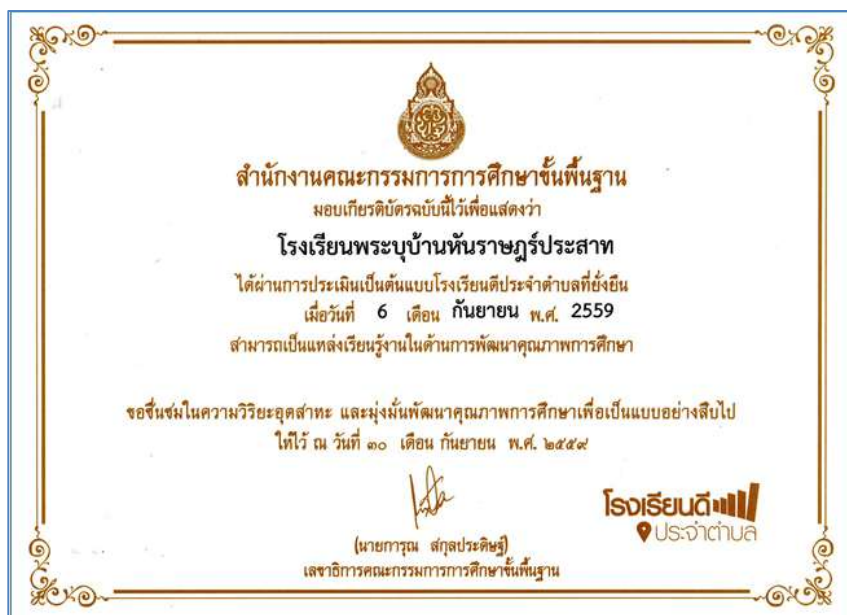 สำนักงานคณะกรรมการการศึกษาขั้นพื้นฐาน
มอบเกียรติบัตรฉบับนี้ไว้เพื่อแสดงว่า
โรงเรียนพระบุบ้านหันราษฎร์ประสาท
ได้ผ่านการประเมินเป็นต้นแบบโรงเรียนดีประจำตำบลที่ยั่งยืน
เมื่อวันที่ 6 เดือน กันยายน พ.ศ. 2559
สามารถเป็นแหล่งเรียนรู้งานในด้านการพัฒนาคุณภาพการศึกษา
ขอชื่นชมในความวิริยะอุตสาหะ และมุ่งมั่นพัฒนาคุณภาพการศึกษาเพื่อเป็นแบบอย่างสืบไป
ให้ไว้ ณ วันที่ ๓๐ เดือน กันยายน พ.ศ. ๒๕๕๙
(นายการุณ สกุลประดิษฐ์)
เลขาธิการคณะกรรมการการศึกษาขั้นพื้นฐาน
โรงเรียนดี
ประจำตำบล